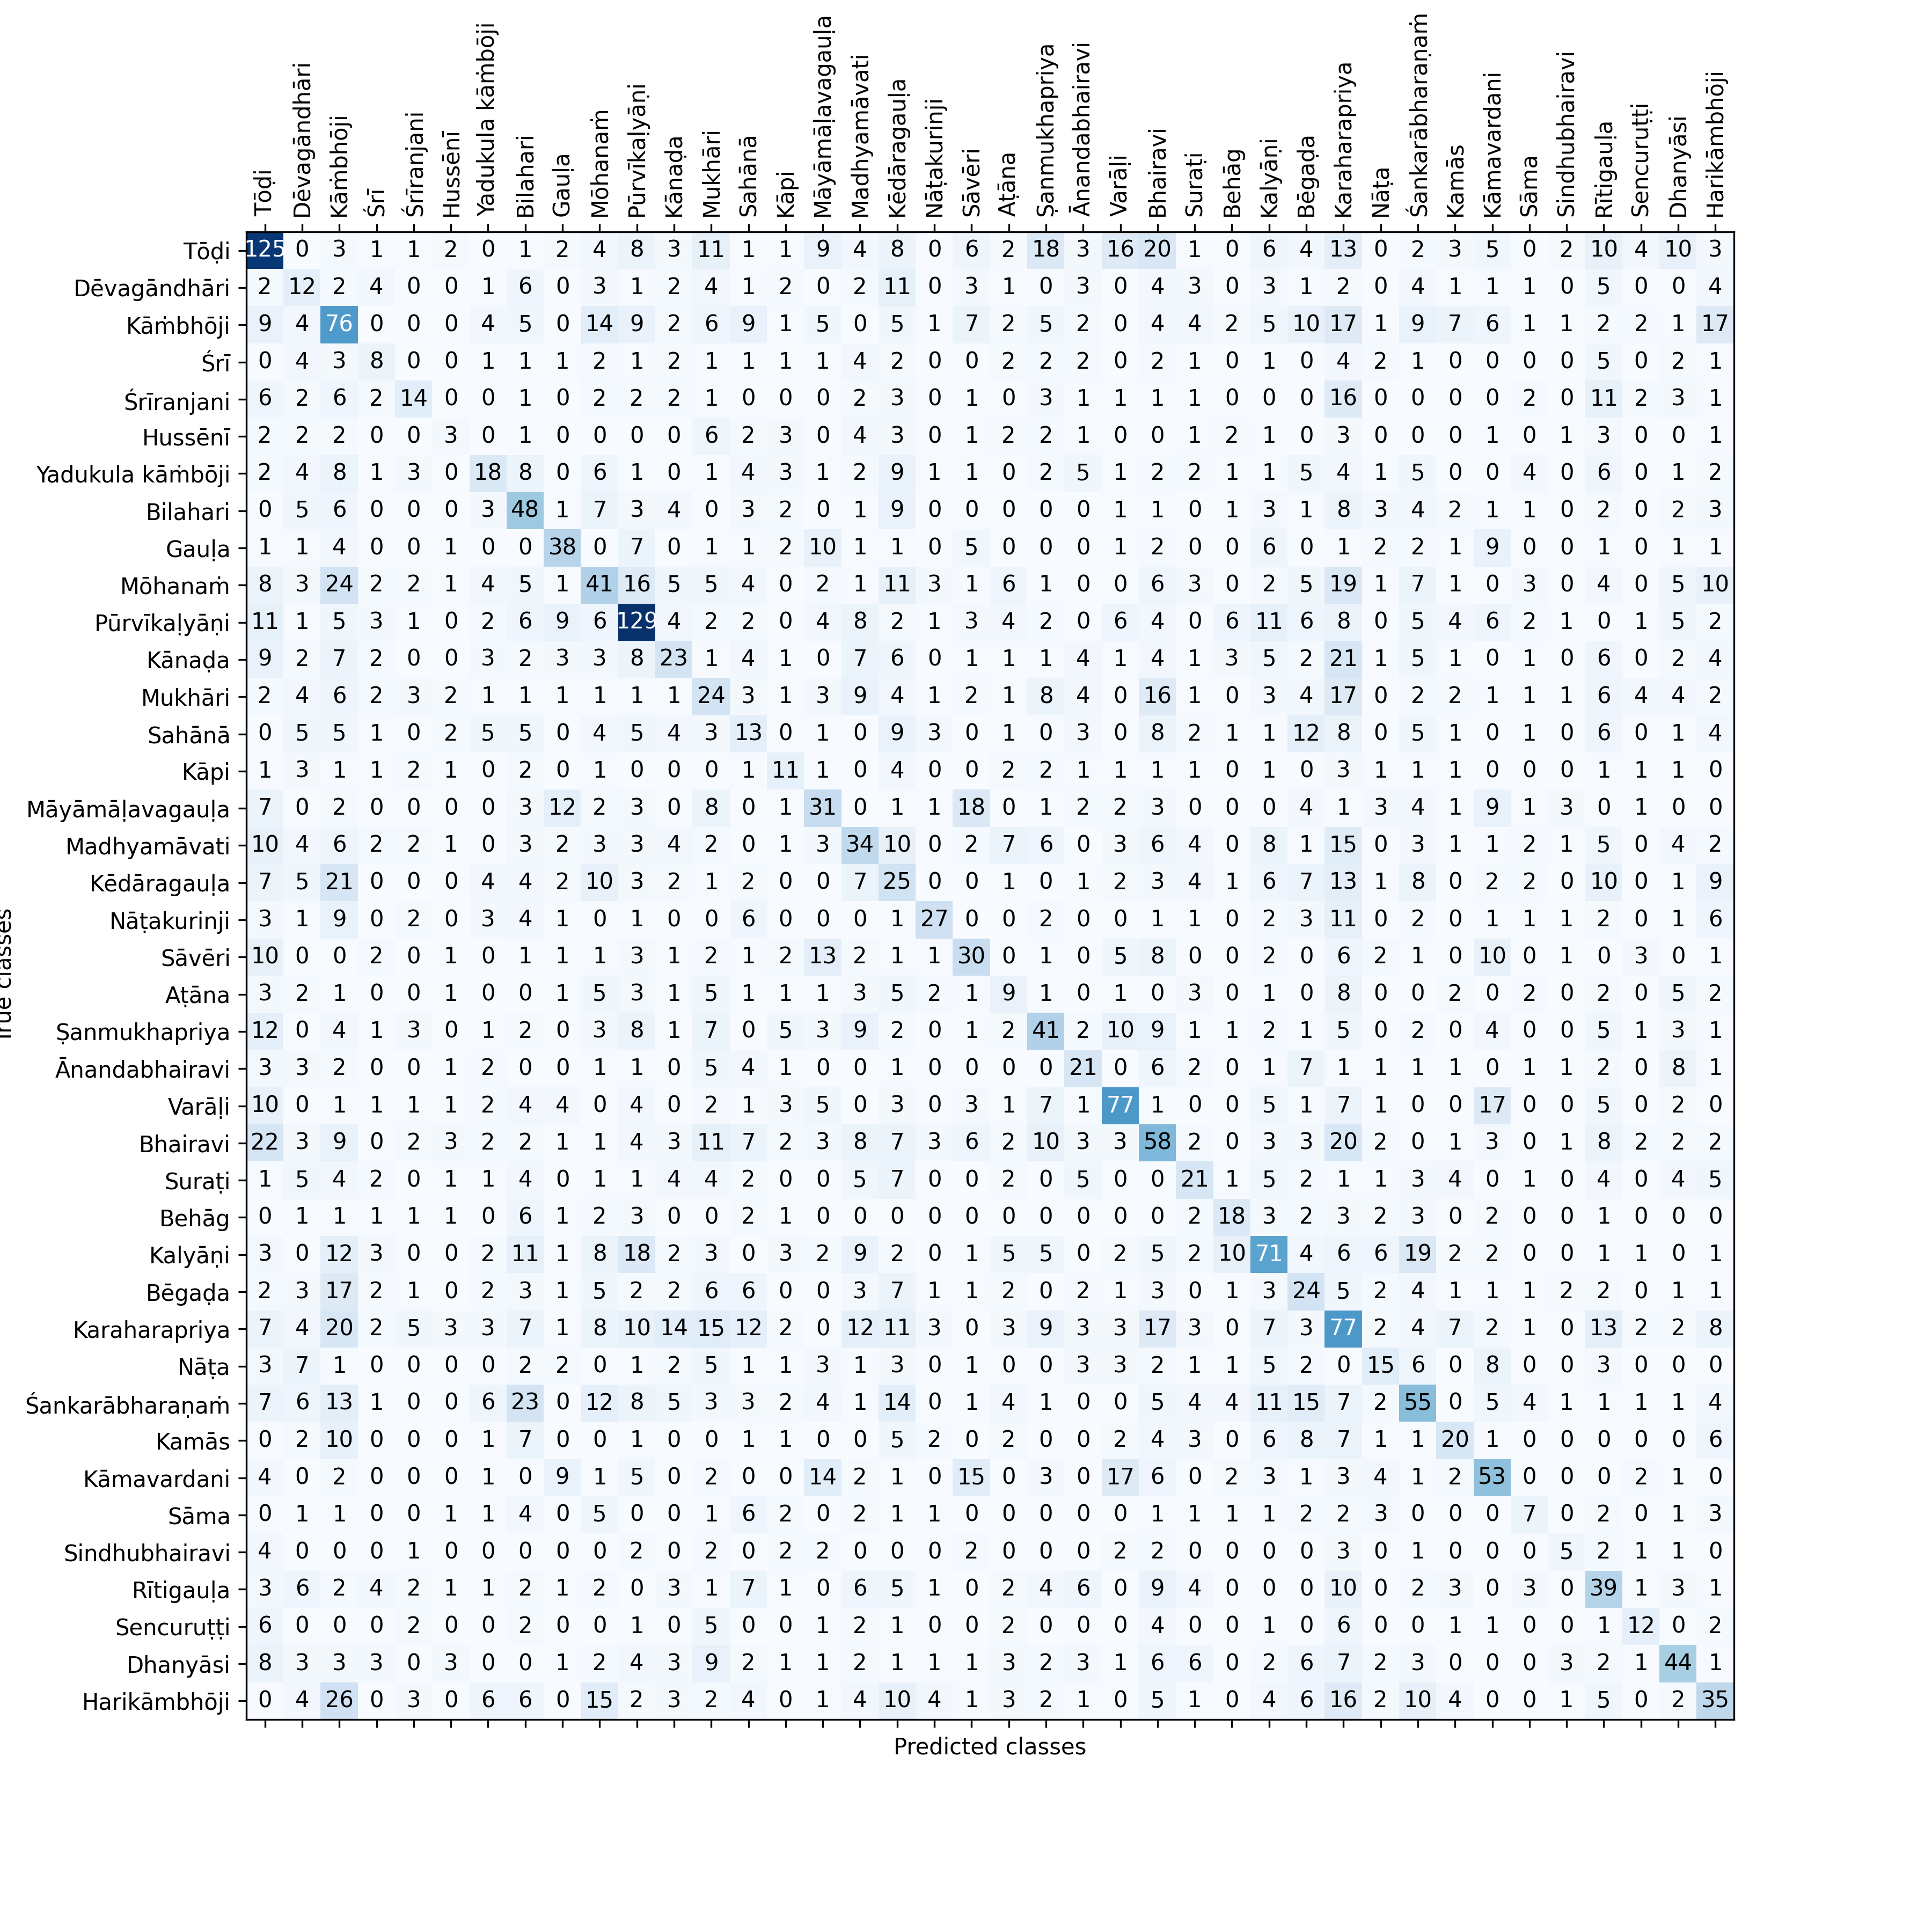 Tōḍi Dēvagāndhāri Kāṁbhōji Śrī Śrīranjani Hussēnī Yadukula kāṁbōji Bilahari Gauḷa Mōhanaṁ Pūrvīkaḷyāṇi Kānaḍa Mukhāri Sahānā Kāpi Māyāmāḷavagauḷa Madhyamāvati Kēdāragauḷa Nāṭakurinji Sāvēri Aṭāna Ṣanmukhapriya Ānandabhairavi Varāḷi Bhairavi Suraṭi Behāg Kalyāṇi Bēgaḍa Karaharapriya Nāṭa Śankarābharaṇaṁ Kamās Kāmavardani Sāma Sindhubhairavi Rītigauḷa Sencuruṭṭi Dhanyāsi Harikāmbhōji
Tōḍi 125 0 3 1 1 2 0 1 2 4 8 3 11 1 1 9 4 8 0 6 2 18 3 16 20 1 0 6 4 13 0 2 3 5 0 2 10 4 10 3
Dēvagāndhāri 2 12 2 4 0 0 1 6 0 3 1 2 4 1 2 0 2 11 0 3 1 0 3 0 4 3 0 3 1 2 0 4 1 1 1 0 5 0 0 4
Kāṁbhōji 9 4 76 0 0 0 4 5 0 14 9 2 6 9 1 5 0 5 1 7 2 5 2 0 4 4 2 5 10 17 1 9 7 6 1 1 2 2 1 17
Śrī 0 4 3 8 0 0 1 1 1 2 1 2 1 1 1 1 4 2 0 0 2 2 2 0 2 1 0 1 0 4 2 1 0 0 0 0 5 0 2 1
Śrīranjani 6 2 6 2 14 0 0 1 0 2 2 2 1 0 0 0 2 3 0 1 0 3 1 1 1 1 0 0 0 16 0 0 0 0 2 0 11 2 3 1
Hussēnī 2 2 2 0 0 3 0 1 0 0 0 0 6 2 3 0 4 3 0 1 2 2 1 0 0 1 2 1 0 3 0 0 0 1 0 1 3 0 0 1
Yadukula kāṁbōji 2 4 8 1 3 0 18 8 0 6 1 0 1 4 3 1 2 9 1 1 0 2 5 1 2 2 1 1 5 4 1 5 0 0 4 0 6 0 1 2
Bilahari 0 5 6 0 0 0 3 48 1 7 3 4 0 3 2 0 1 9 0 0 0 0 0 1 1 0 1 3 1 8 3 4 2 1 1 0 2 0 2 3
Gauḷa 1 1 4 0 0 1 0 0 38 0 7 0 1 1 2 10 1 1 0 5 0 0 0 1 2 0 0 6 0 1 2 2 1 9 0 0 1 0 1 1
Mōhanaṁ 8 3 24 2 2 1 4 5 1 41 16 5 5 4 0 2 1 11 3 1 6 1 0 0 6 3 0 2 5 19 1 7 1 0 3 0 4 0 5 10
Pūrvīkaḷyāṇi 11 1 5 3 1 0 2 6 9 6 129 4 2 2 0 4 8 2 1 3 4 2 0 6 4 0 6 11 6 8 0 5 4 6 2 1 0 1 5 2
Kānaḍa 9 2 7 2 0 0 3 2 3 3 8 23 1 4 1 0 7 6 0 1 1 1 4 1 4 1 3 5 2 21 1 5 1 0 1 0 6 0 2 4
Mukhāri 2 4 6 2 3 2 1 1 1 1 1 1 24 3 1 3 9 4 1 2 1 8 4 0 16 1 0 3 4 17 0 2 2 1 1 1 6 4 4 2
Sahānā 0 5 5 1 0 2 5 5 0 4 5 4 3 13 0 1 0 9 3 0 1 0 3 0 8 2 1 1 12 8 0 5 1 0 1 0 6 0 1 4
Kāpi 1 3 1 1 2 1 0 2 0 1 0 0 0 1 11 1 0 4 0 0 2 2 1 1 1 1 0 1 0 3 1 1 1 0 0 0 1 1 1 0
Māyāmāḷavagauḷa 7 0 2 0 0 0 0 3 12 2 3 0 8 0 1 31 0 1 1 18 0 1 2 2 3 0 0 0 4 1 3 4 1 9 1 3 0 1 0 0
Madhyamāvati 10 4 6 2 2 1 0 3 2 3 3 4 2 0 1 3 34 10 0 2 7 6 0 3 6 4 0 8 1 15 0 3 1 1 2 1 5 0 4 2
Kēdāragauḷa 7 5 21 0 0 0 4 4 2 10 3 2 1 2 0 0 7 25 0 0 1 0 1 2 3 4 1 6 7 13 1 8 0 2 2 0 10 0 1 9
Nāṭakurinji 3 1 9 0 2 0 3 4 1 0 1 0 0 6 0 0 0 1 27 0 0 2 0 0 1 1 0 2 3 11 0 2 0 1 1 1 2 0 1 6
Sāvēri 10 0 0 2 0 1 0 1 1 1 3 1 2 1 2 13 2 1 1 30 0 1 0 5 8 0 0 2 0 6 2 1 0 10 0 1 0 3 0 1
Aṭāna 3 2 1 0 0 1 0 0 1 5 3 1 5 1 1 1 3 5 2 1 9 1 0 1 0 3 0 1 0 8 0 0 2 0 2 0 2 0 5 2
Ṣanmukhapriya 12 0 4 1 3 0 1 2 0 3 8 1 7 0 5 3 9 2 0 1 2 41 2 10 9 1 1 2 1 5 0 2 0 4 0 0 5 1 3 1
Ānandabhairavi 3 3 2 0 0 1 2 0 0 1 1 0 5 4 1 0 0 1 0 0 0 0 21 0 6 2 0 1 7 1 1 1 1 0 1 1 2 0 8 1
Varāḷi 10 0 1 1 1 1 2 4 4 0 4 0 2 1 3 5 0 3 0 3 1 7 1 77 1 0 0 5 1 7 1 0 0 17 0 0 5 0 2 0
Bhairavi 22 3 9 0 2 3 2 2 1 1 4 3 11 7 2 3 8 7 3 6 2 10 3 3 58 2 0 3 3 20 2 0 1 3 0 1 8 2 2 2
Suraṭi 1 5 4 2 0 1 1 4 0 1 1 4 4 2 0 0 5 7 0 0 2 0 5 0 0 21 1 5 2 1 1 3 4 0 1 0 4 0 4 5
Behāg 0 1 1 1 1 1 0 6 1 2 3 0 0 2 1 0 0 0 0 0 0 0 0 0 0 2 18 3 2 3 2 3 0 2 0 0 1 0 0 0
Kalyāṇi 3 0 12 3 0 0 2 11 1 8 18 2 3 0 3 2 9 2 0 1 5 5 0 2 5 2 10 71 4 6 6 19 2 2 0 0 1 1 0 1
Bēgaḍa 2 3 17 2 1 0 2 3 1 5 2 2 6 6 0 0 3 7 1 1 2 0 2 1 3 0 1 3 24 5 2 4 1 1 1 2 2 0 1 1
Karaharapriya 7 4 20 2 5 3 3 7 1 8 10 14 15 12 2 0 12 11 3 0 3 9 3 3 17 3 0 7 3 77 2 4 7 2 1 0 13 2 2 8
Nāṭa 3 7 1 0 0 0 0 2 2 0 1 2 5 1 1 3 1 3 0 1 0 0 3 3 2 1 1 5 2 0 15 6 0 8 0 0 3 0 0 0
Śankarābharaṇaṁ 7 6 13 1 0 0 6 23 0 12 8 5 3 3 2 4 1 14 0 1 4 1 0 0 5 4 4 11 15 7 2 55 0 5 4 1 1 1 1 4
Kamās 0 2 10 0 0 0 1 7 0 0 1 0 0 1 1 0 0 5 2 0 2 0 0 2 4 3 0 6 8 7 1 1 20 1 0 0 0 0 0 6
Kāmavardani 4 0 2 0 0 0 1 0 9 1 5 0 2 0 0 14 2 1 0 15 0 3 0 17 6 0 2 3 1 3 4 1 2 53 0 0 0 2 1 0
Sāma 0 1 1 0 0 1 1 4 0 5 0 0 1 6 2 0 2 1 1 0 0 0 0 1 1 1 1 1 2 2 3 0 0 0 7 0 2 0 1 3
Sindhubhairavi 4 0 0 0 1 0 0 0 0 0 2 0 2 0 2 2 0 0 0 2 0 0 0 2 2 0 0 0 0 3 0 1 0 0 0 5 2 1 1 0
Rītigauḷa 3 6 2 4 2 1 1 2 1 2 0 3 1 7 1 0 6 5 1 0 2 4 6 0 9 4 0 0 0 10 0 2 3 0 3 0 39 1 3 1
Sencuruṭṭi 6 0 0 0 2 0 0 2 0 0 1 0 5 0 0 1 2 1 0 0 2 0 0 0 4 0 0 1 0 6 0 0 1 1 0 0 1 12 0 2
Dhanyāsi 8 3 3 3 0 3 0 0 1 2 4 3 9 2 1 1 2 1 1 1 3 2 3 1 6 6 0 2 6 7 2 3 0 0 0 3 2 1 44 1
Harikāmbhōji 0 4 26 0 3 0 6 6 0 15 2 3 2 4 0 1 4 10 4 1 3 2 1 0 5 1 0 4 6 16 2 10 4 0 0 1 5 0 2 35
Predicted classes